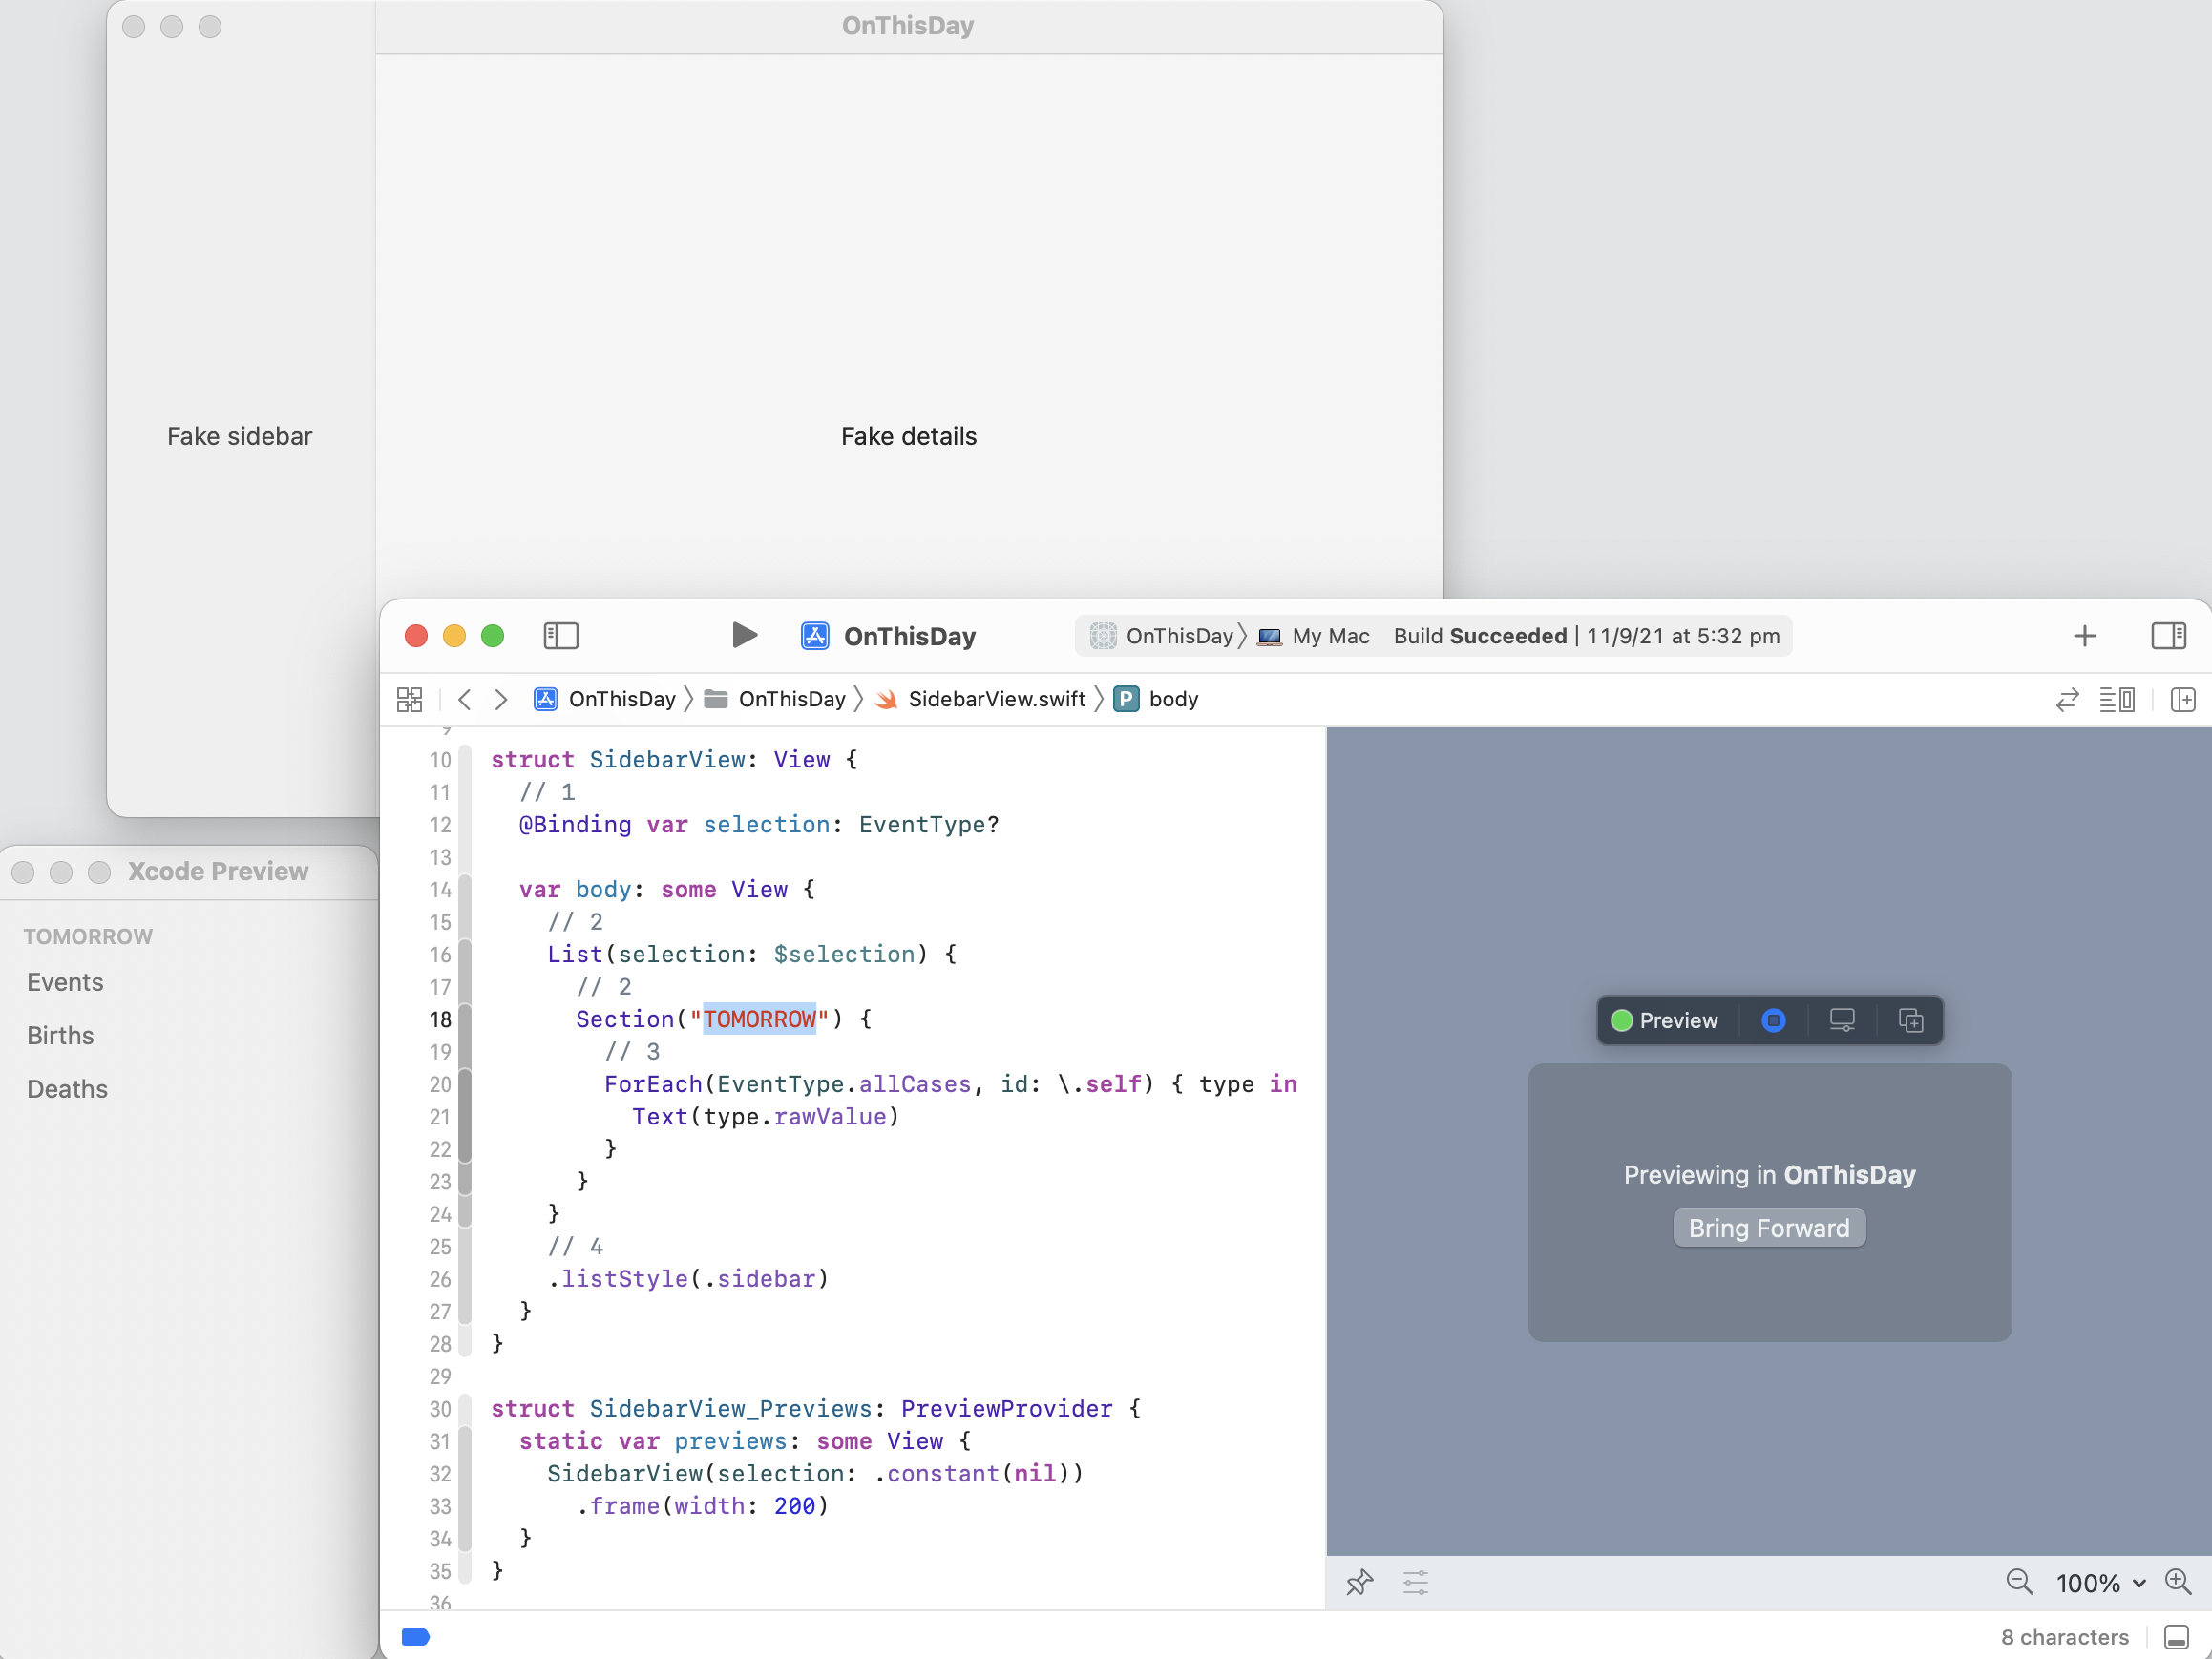 OnThisDay
Fake sidebar
Fake details
OnThisDay
OnThisDay 〉 My Mac Build Succeeded | 11/9/21 at 5:32 pm
OnThisDay 〉 OnThisDay 〉 SidebarView.swift 〉 P body
Xcode Preview
TOMORROW
Events
Births
Deaths
9
10 struct SidebarView: View {
11 // 1
12 @Binding var selection: EventType?
13
14 var body: some View {
15 // 2
16 List(selection: $selection) {
17 // 2
18 Section("TOMORROW") {
19 // 3
20 ForEach(EventType.allCases, id: \.self) { type in
21 Text(type.rawValue)
22 }
23 }
24 }
25 // 4
26 .listStyle(.sidebar)
27 }
28 }
29
30 struct SidebarView_Previews: PreviewProvider {
31 static var previews: some View {
32 SidebarView(selection: .constant(nil))
33 .frame(width: 200)
34 }
35 }
36
Preview
Previewing in OnThisDay
Bring Forward
100%
8 characters